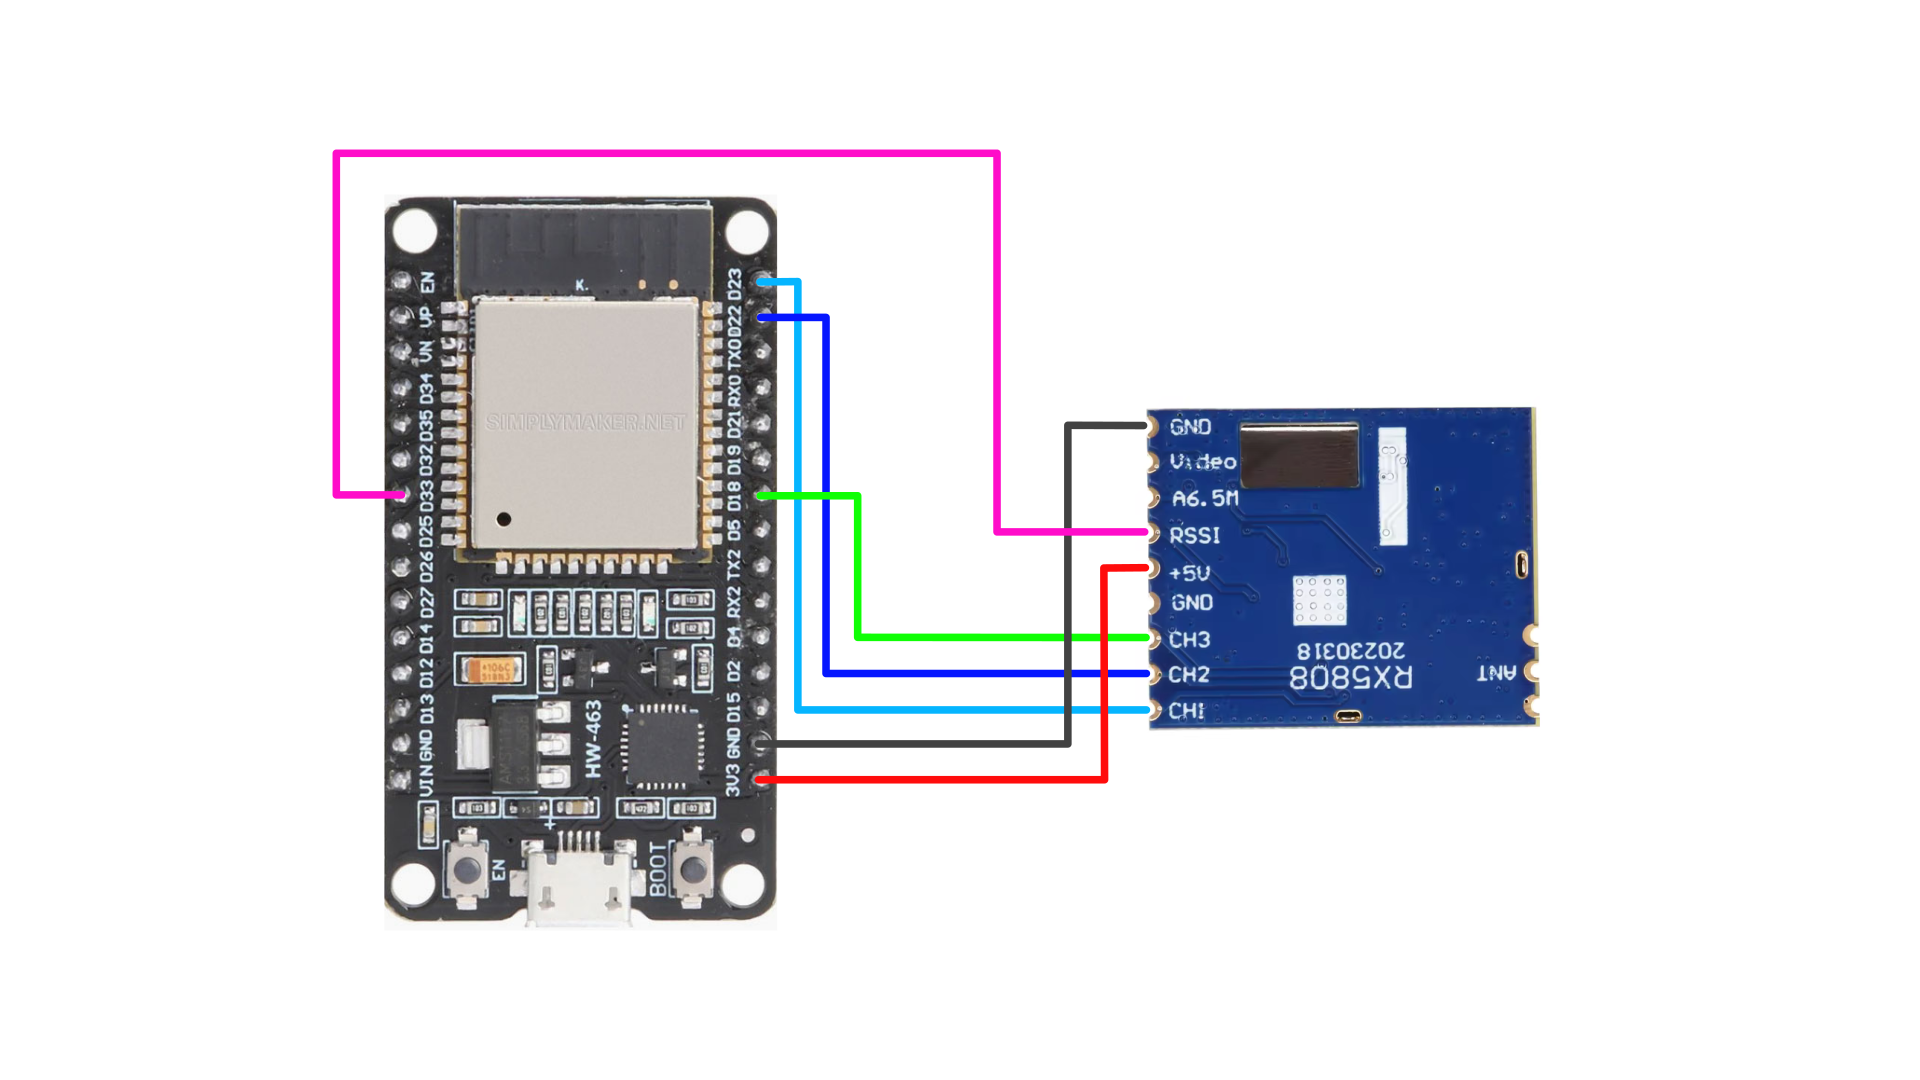 EN
VP
VN
D34
D35
D32
D33
D25
D26
D27
D14
D12
D13
GND
VIN
D23
D22
TX0
RX0
D21
D19
D18
D5
TX2
RX2
D4
D2
D15
GND
3V3
K.
SIMPLYMAKER.NET
HW-463
EN
BOOT
GND
Video
A6.5M
RSSI
+5V
GND
CH3
CH2
CH1
20230318
RX5808
ANT